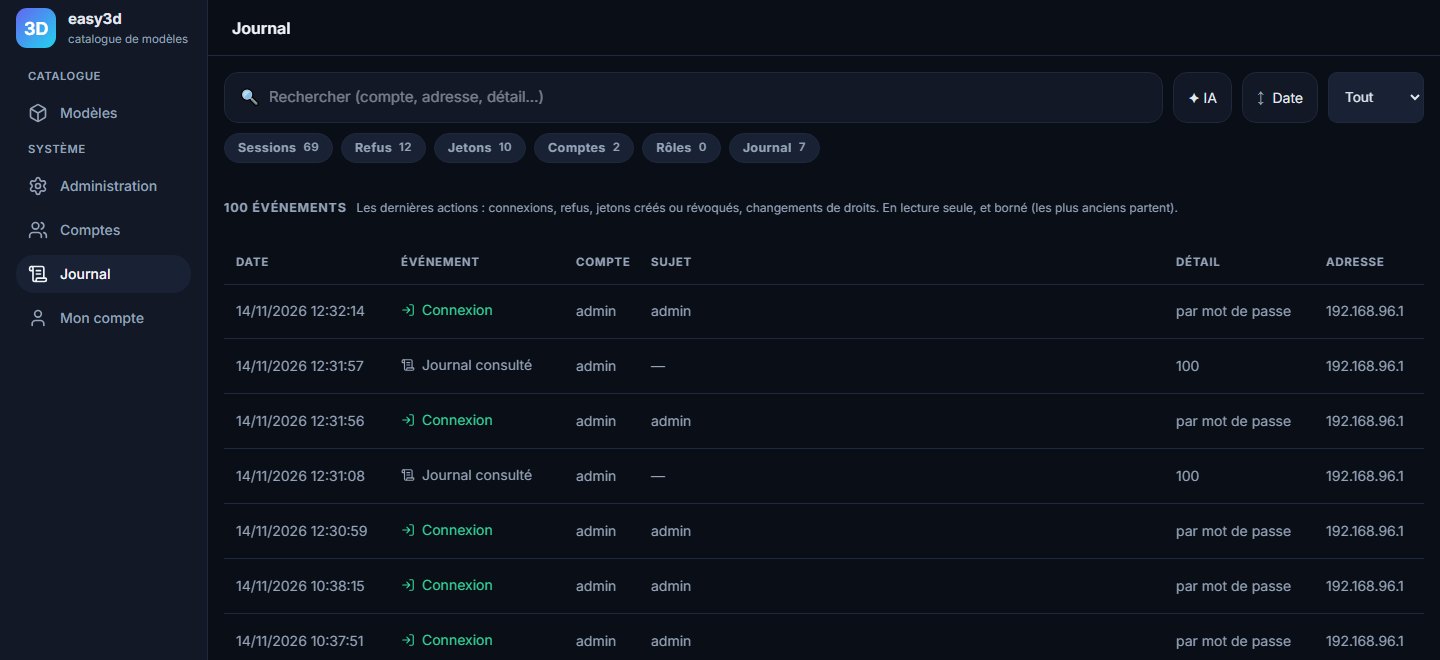 3D easy3d
catalogue de modèles
CATALOGUE
Modèles
SYSTÈME
Administration
Comptes
Journal
Mon compte
Journal
Rechercher (compte, adresse, détail...)
✦ IA
↕ Date
Tout
Sessions 69 Refus 12 Jetons 10 Comptes 2 Rôles 0 Journal 7
100 ÉVÉNEMENTS Les dernières actions : connexions, refus, jetons créés ou révoqués, changements de droits. En lecture seule, et borné (les plus anciens partent).
DATE ÉVÉNEMENT COMPTE SUJET DÉTAIL ADRESSE
14/11/2026 12:32:14 Connexion admin admin par mot de passe 192.168.96.1
14/11/2026 12:31:57 Journal consulté admin — 100 192.168.96.1
14/11/2026 12:31:56 Connexion admin admin par mot de passe 192.168.96.1
14/11/2026 12:31:08 Journal consulté admin — 100 192.168.96.1
14/11/2026 12:30:59 Connexion admin admin par mot de passe 192.168.96.1
14/11/2026 10:38:15 Connexion admin admin par mot de passe 192.168.96.1
14/11/2026 10:37:51 Connexion admin admin par mot de passe 192.168.96.1